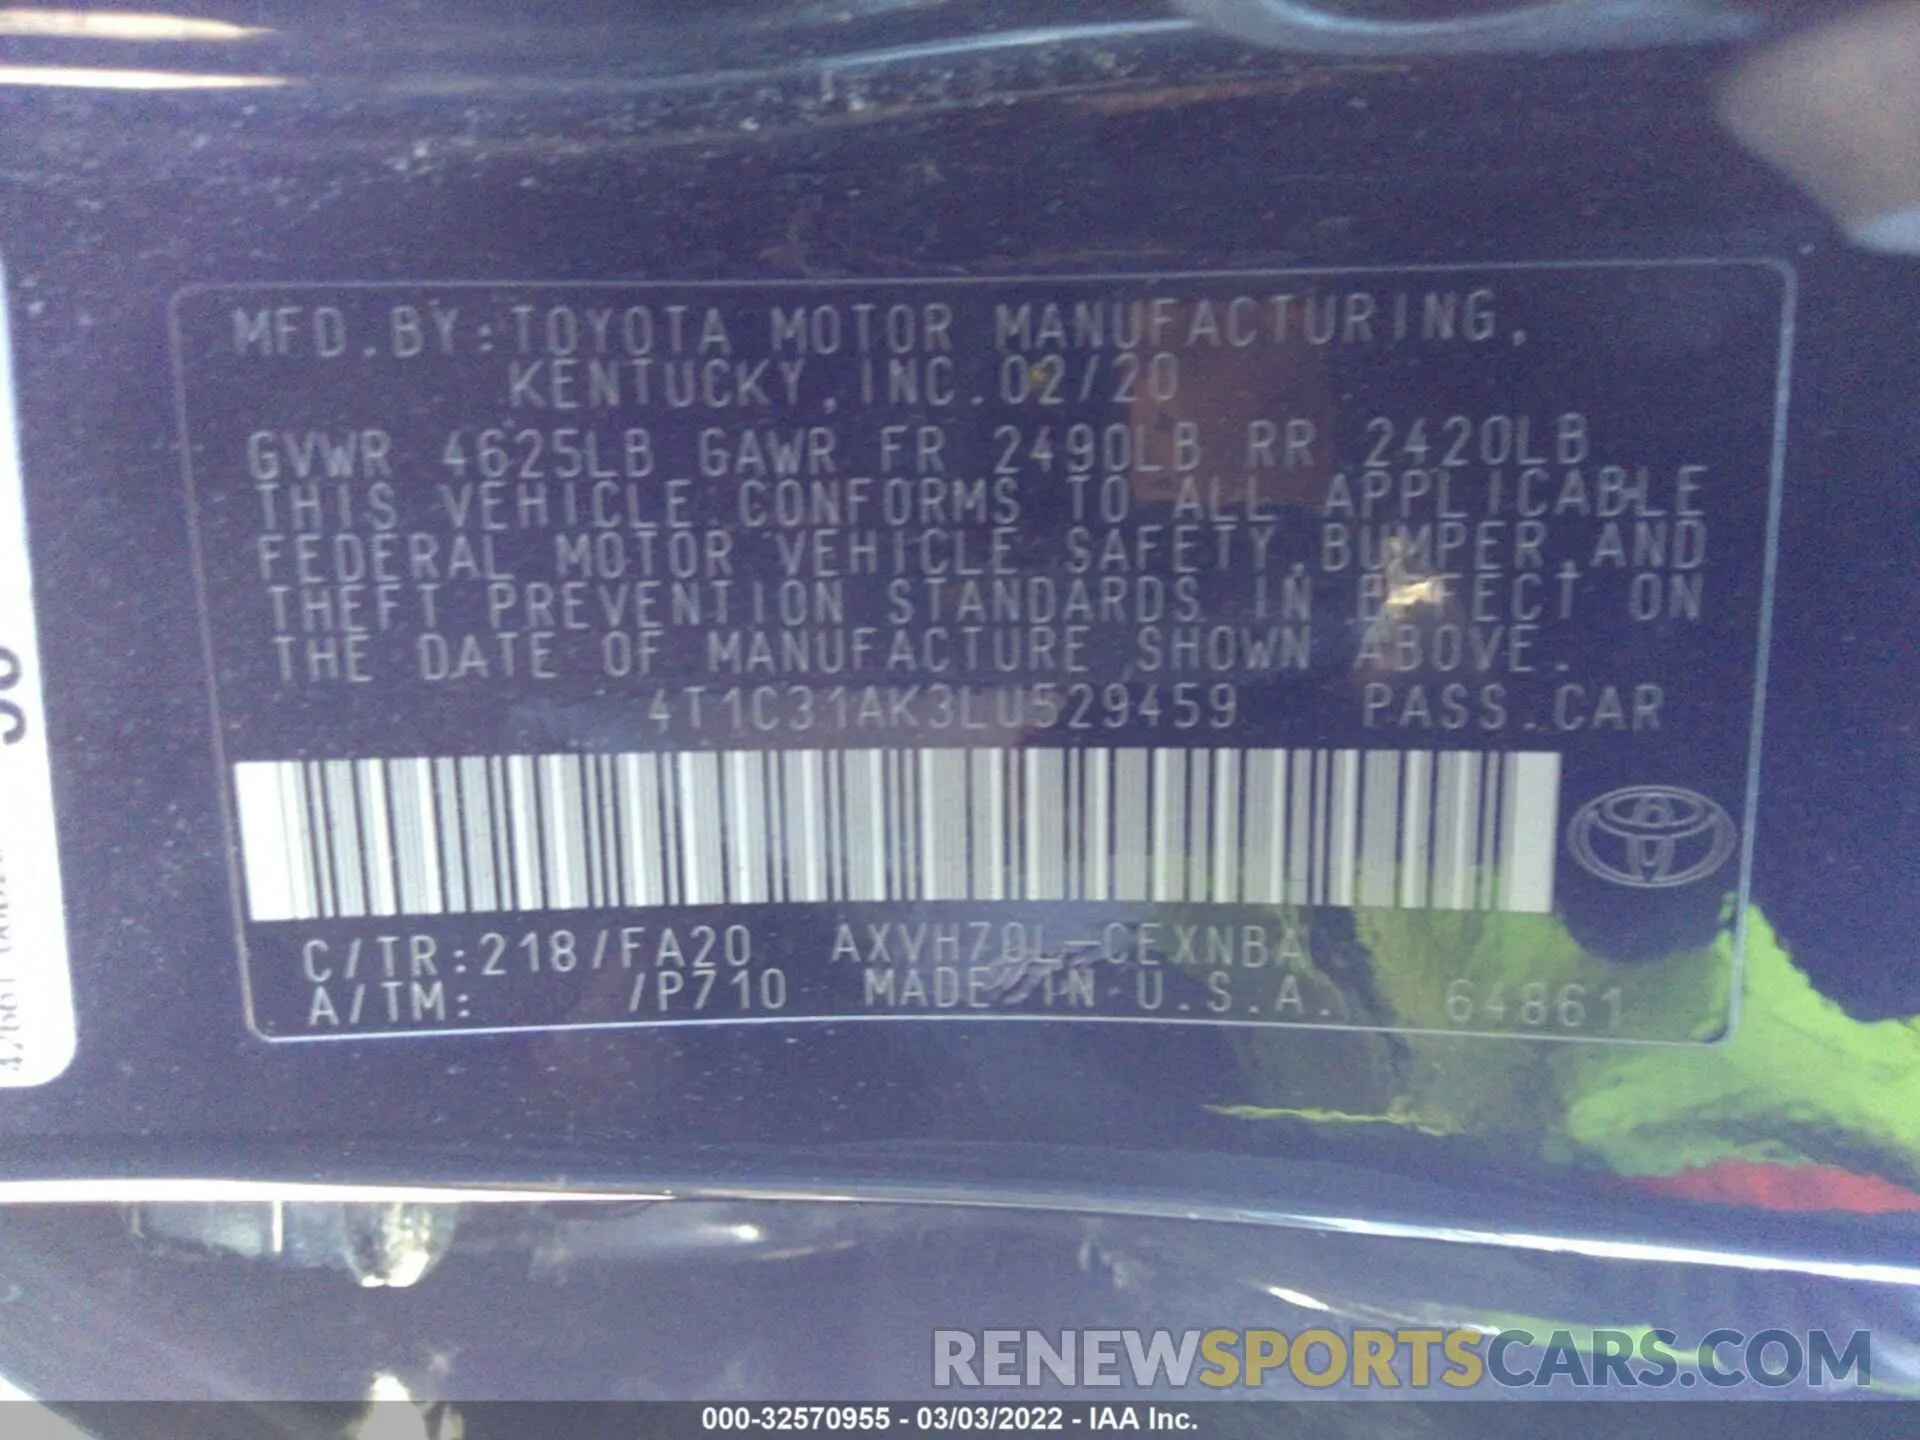 MFD.BY:TOYOTA MOTOR MANUFACTURING,
KENTUCKY,INC.02/20
GVWR 4625LB GAWR FR 2490LB RR 2420LB
THIS VEHICLE CONFORMS TO ALL APPLICABLE
FEDERAL MOTOR VEHICLE SAFETY,BUMPER,AND
THEFT PREVENTION STANDARDS IN EFFECT ON
THE DATE OF MANUFACTURE SHOWN ABOVE.
4T1C31AK3LU529459 PASS.CAR
C/TR:218/FA20 AXVH70L-CEXNBA
A/TM: /P710 MADE IN U.S.A. 64861
RENEWSPORTSCARS.COM
000-32570955 - 03/03/2022 - IAA Inc.